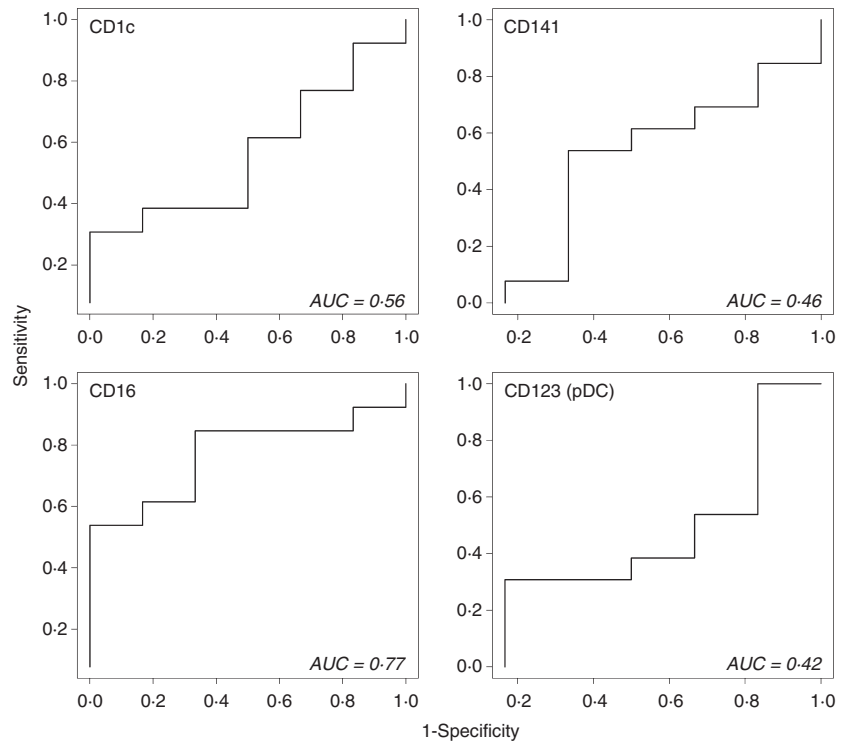 CD1c
1·0
0·8
0·6
0·4
0·2
AUC = 0·56
0·0 0·2 0·4 0·6 0·8 1·0
CD141
1·0
0·8
0·6
0·4
0·2
0·0
AUC = 0·46
0·2 0·4 0·6 0·8 1·0
Sensitivity
CD16
1·0
0·8
0·6
0·4
0·2
AUC = 0·77
0·0 0·2 0·4 0·6 0·8 1·0
CD123 (pDC)
1·0
0·8
0·6
0·4
0·2
0·0
AUC = 0·42
0·2 0·4 0·6 0·8 1·0
1-Specificity